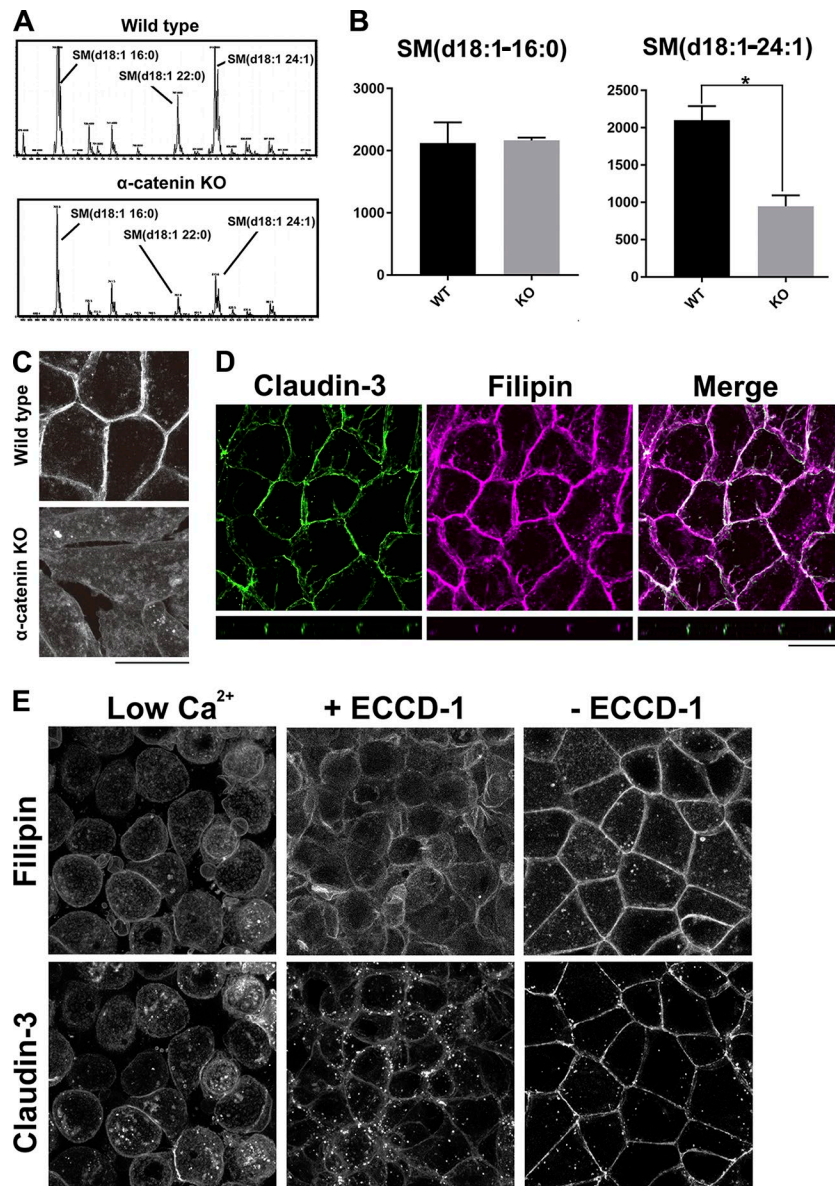 A
Wild type
SM(d18:1 16:0)
SM(d18:1 22:0)
SM(d18:1 24:1)
α-catenin KO
SM(d18:1 16:0)
SM(d18:1 22:0)
SM(d18:1 24:1)
B
SM(d18:1-16:0)
3000
2000
1000
0
WT
KO
SM(d18:1-24:1)
*
2500
2000
1500
1000
500
0
WT
KO
C
Wild type
α-catenin KO
D
Claudin-3
Filipin
Merge
E
Low Ca²⁺
+ ECCD-1
- ECCD-1
Filipin
Claudin-3